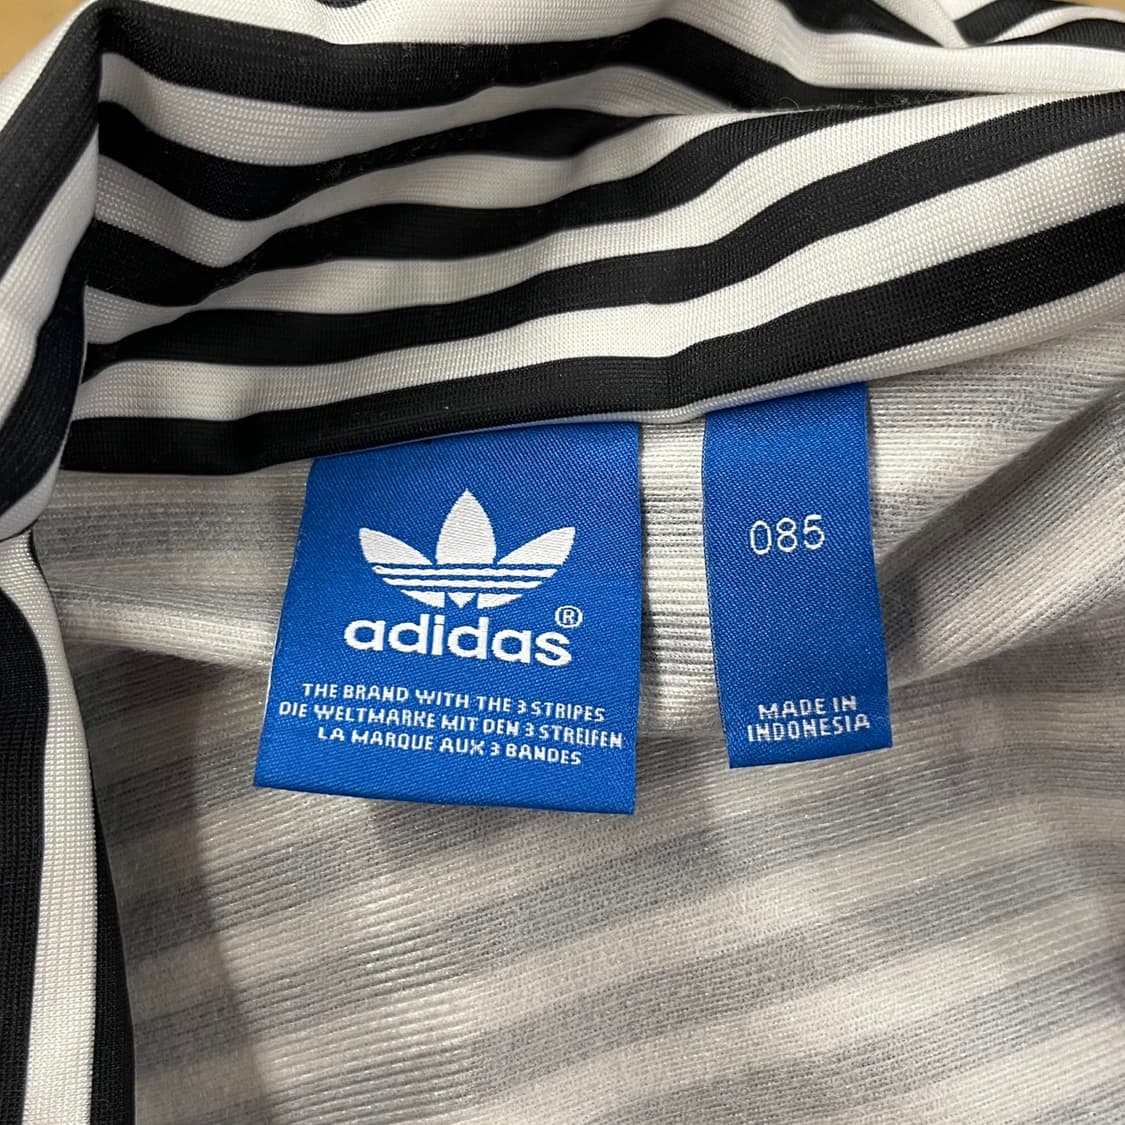 adidas®
THE BRAND WITH THE 3 STRIPES
DIE WELTMARKE MIT DEN 3 STREIFEN
LA MARQUE AUX 3 BANDES
085
MADE IN
INDONESIA